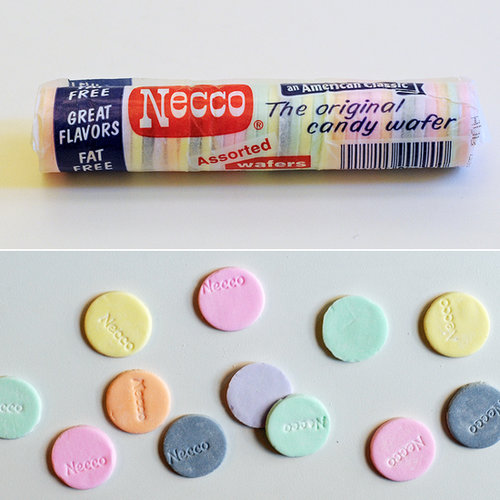 FREE
GREAT
FLAVORS
FAT
FREE
Necco
®
Assorted
wafers
an American Classic
The original
candy wafer
Necco
Necco
Necco
Necco
Necco
Necco
Necco
Necco
Necco